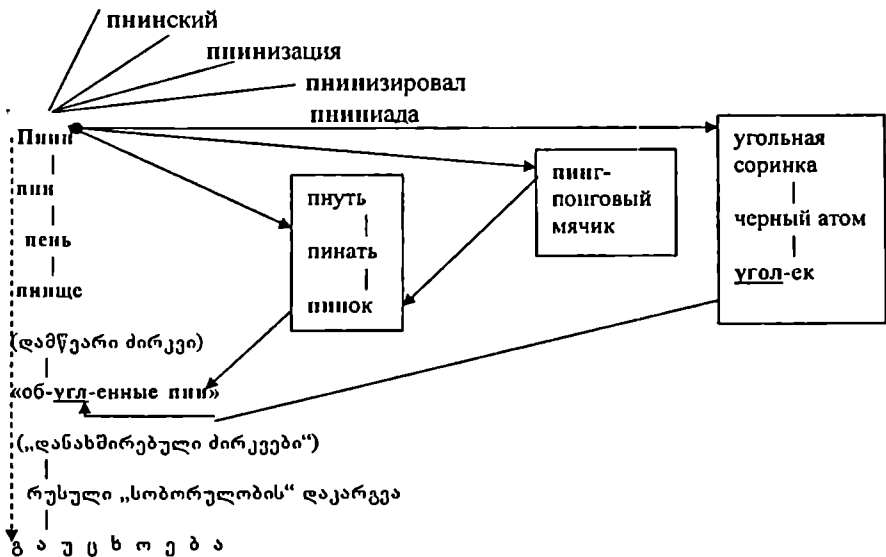 пнинский
пнинизация
пнинизировал
пниниада
Пнин
пни
пень
пнище
(დამწვარი ძირკვი)
«об-угл-енные пни»
(„დანახშირებული ძირკვები“)
რუსული „სობორულობის“ დაკარგვა
გ ა უ ც ხ ო ე ბ ა
пнуть
пинать
пинок
пинг-
понговый
мячик
угольная
соринка
черный атом
угол-ек